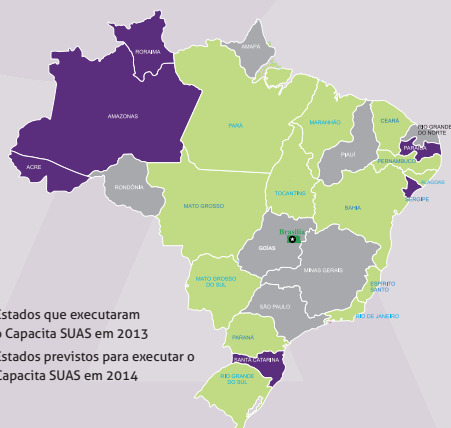 RORAIMA
AMAPÁ
AMAZONAS
PARÁ
MARANHÃO
CEARÁ
RIO GRANDE
DO NORTE
PARAÍBA
PIAUÍ
PERNAMBUCO
ACRE
ALAGOAS
RONDÔNIA
TOCANTINS
SERGIPE
MATO GROSSO
BAHIA
Brasília
GOÍAS
MINAS GERAIS
MATO GROSSO
DO SUL
ESPÍRITO
SANTO
SÃO PAULO
RIO DE JANEIRO
Estados que executaram
o Capacita SUAS em 2013
PARANÁ
Estados previstos para executar o
Capacita SUAS em 2014
SANTA CATARINA
RIO GRANDE
DO SUL